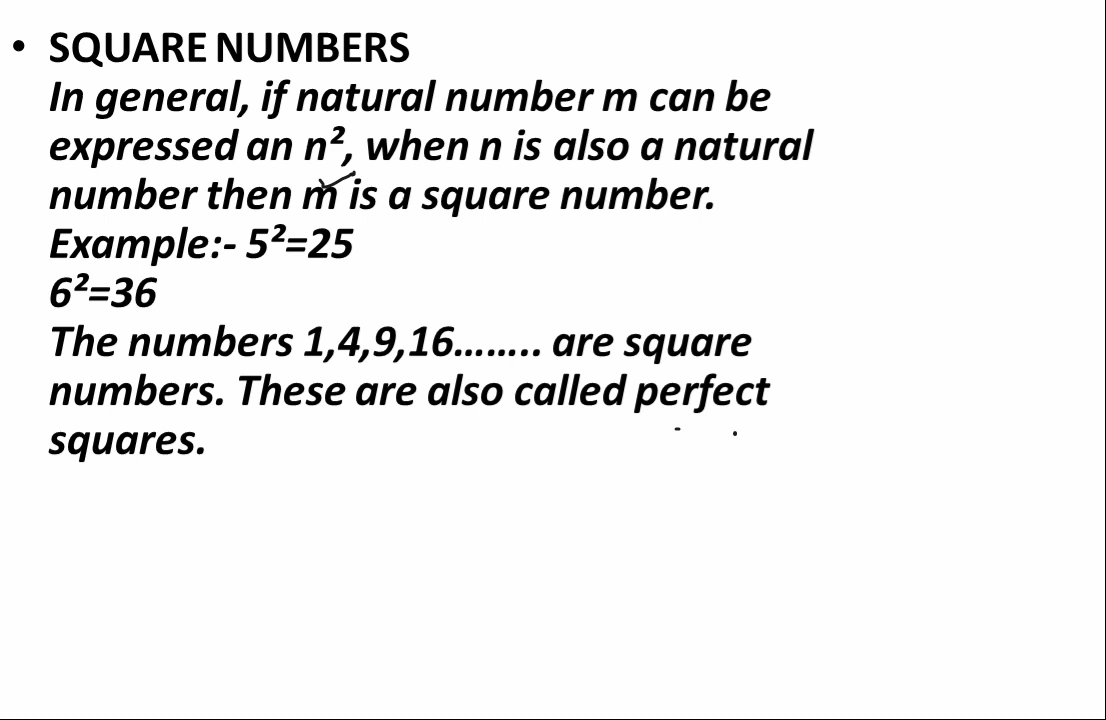 • SQUARE NUMBERS
In general, if natural number m can be
expressed an n², when n is also a natural
number then m is a square number.
Example:- 5²=25
6²=36
The numbers 1,4,9,16…….. are square
numbers. These are also called perfect
squares.